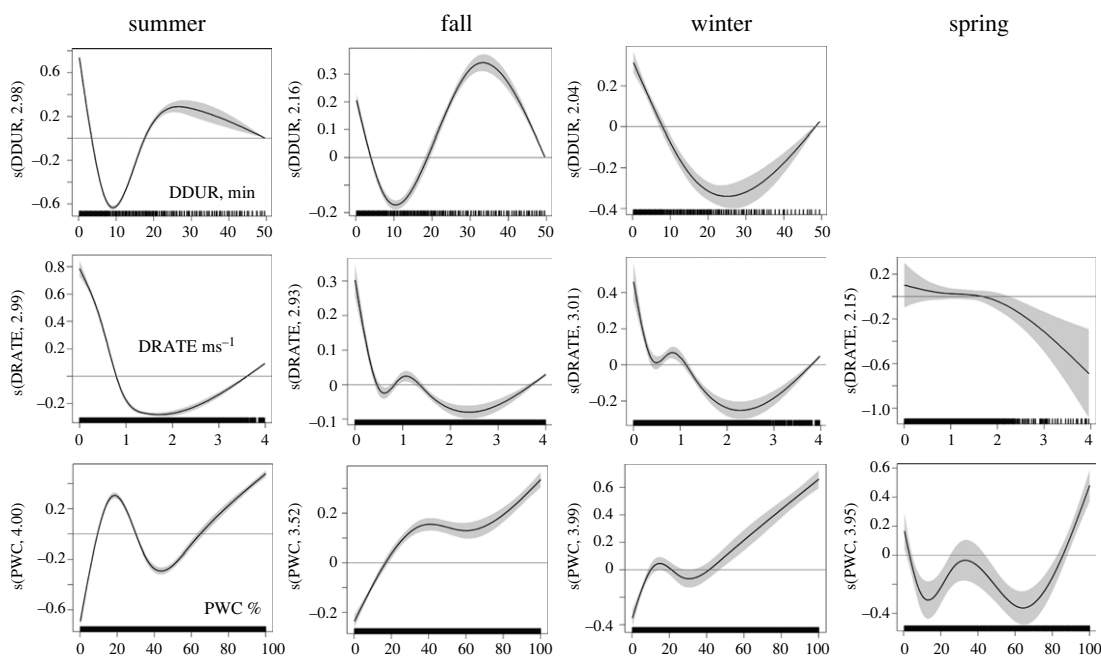 summer fall winter spring
s(DDUR, 2.98)
0.6
0.2
–0.2
–0.6
DDUR, min
0 10 20 30 40 50
s(DDUR, 2.16)
0.3
0.2
0.1
0
–0.2
0 10 20 30 40 50
s(DDUR, 2.04)
0.2
0
–0.2
–0.4
0 10 20 30 40 50
s(DRATE, 2.99)
0.8
0.6
0.2
–0.2
DRATE ms–1
0 1 2 3 4
s(DRATE, 2.93)
0.3
0.2
0.1
0
–0.1
0 1 2 3 4
s(DRATE, 3.01)
0.4
0.2
0
–0.2
0 1 2 3 4
s(DRATE, 2.15)
0.2
–0.2
–0.6
–1.0
0 1 2 3 4
s(PWC, 4.00)
0.2
–0.2
–0.6
PWC %
0 20 40 60 80 100
s(PWC, 3.52)
0.2
0
–0.2
0 20 40 60 80 100
s(PWC, 3.99)
0.6
0.4
0.2
0
–0.4
0 20 40 60 80 100
s(PWC, 3.95)
0.6
0.4
0.2
0
–0.4
0 20 40 60 80 100